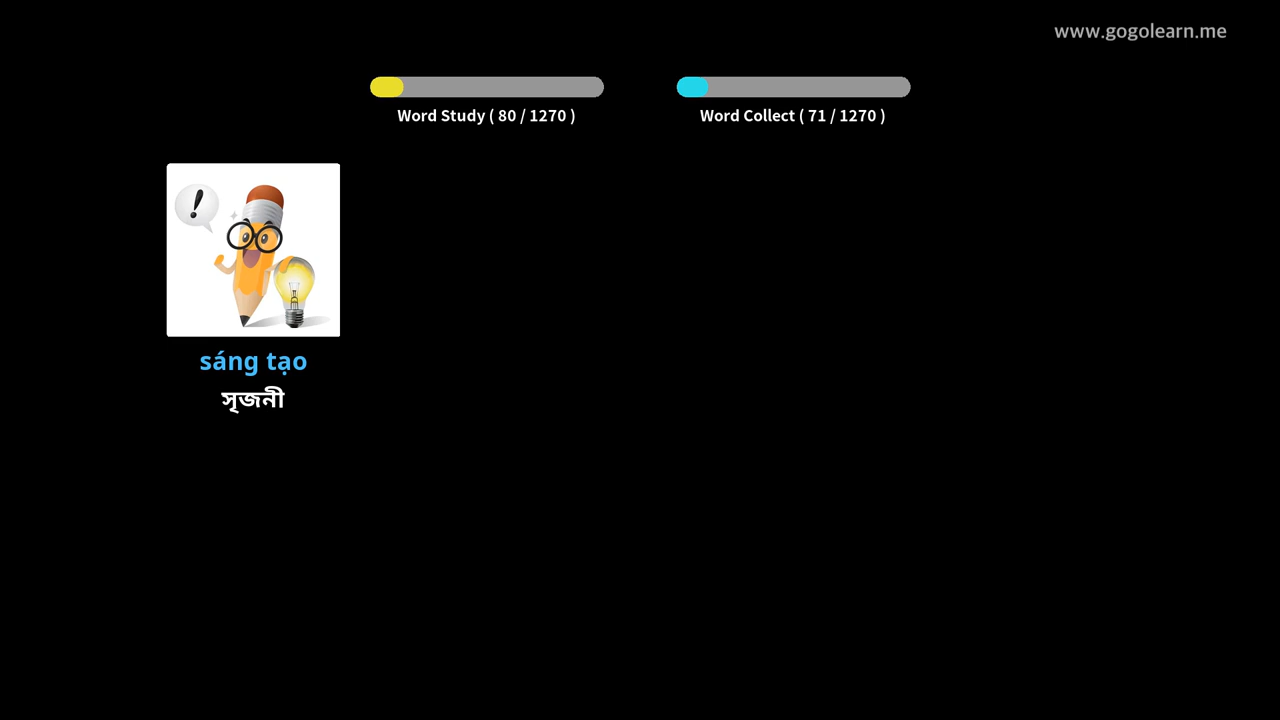 www.gogolearn.me
Word Study ( 80 / 1270 )
Word Collect ( 71 / 1270 )
!
sáng tạo
সৃজনী